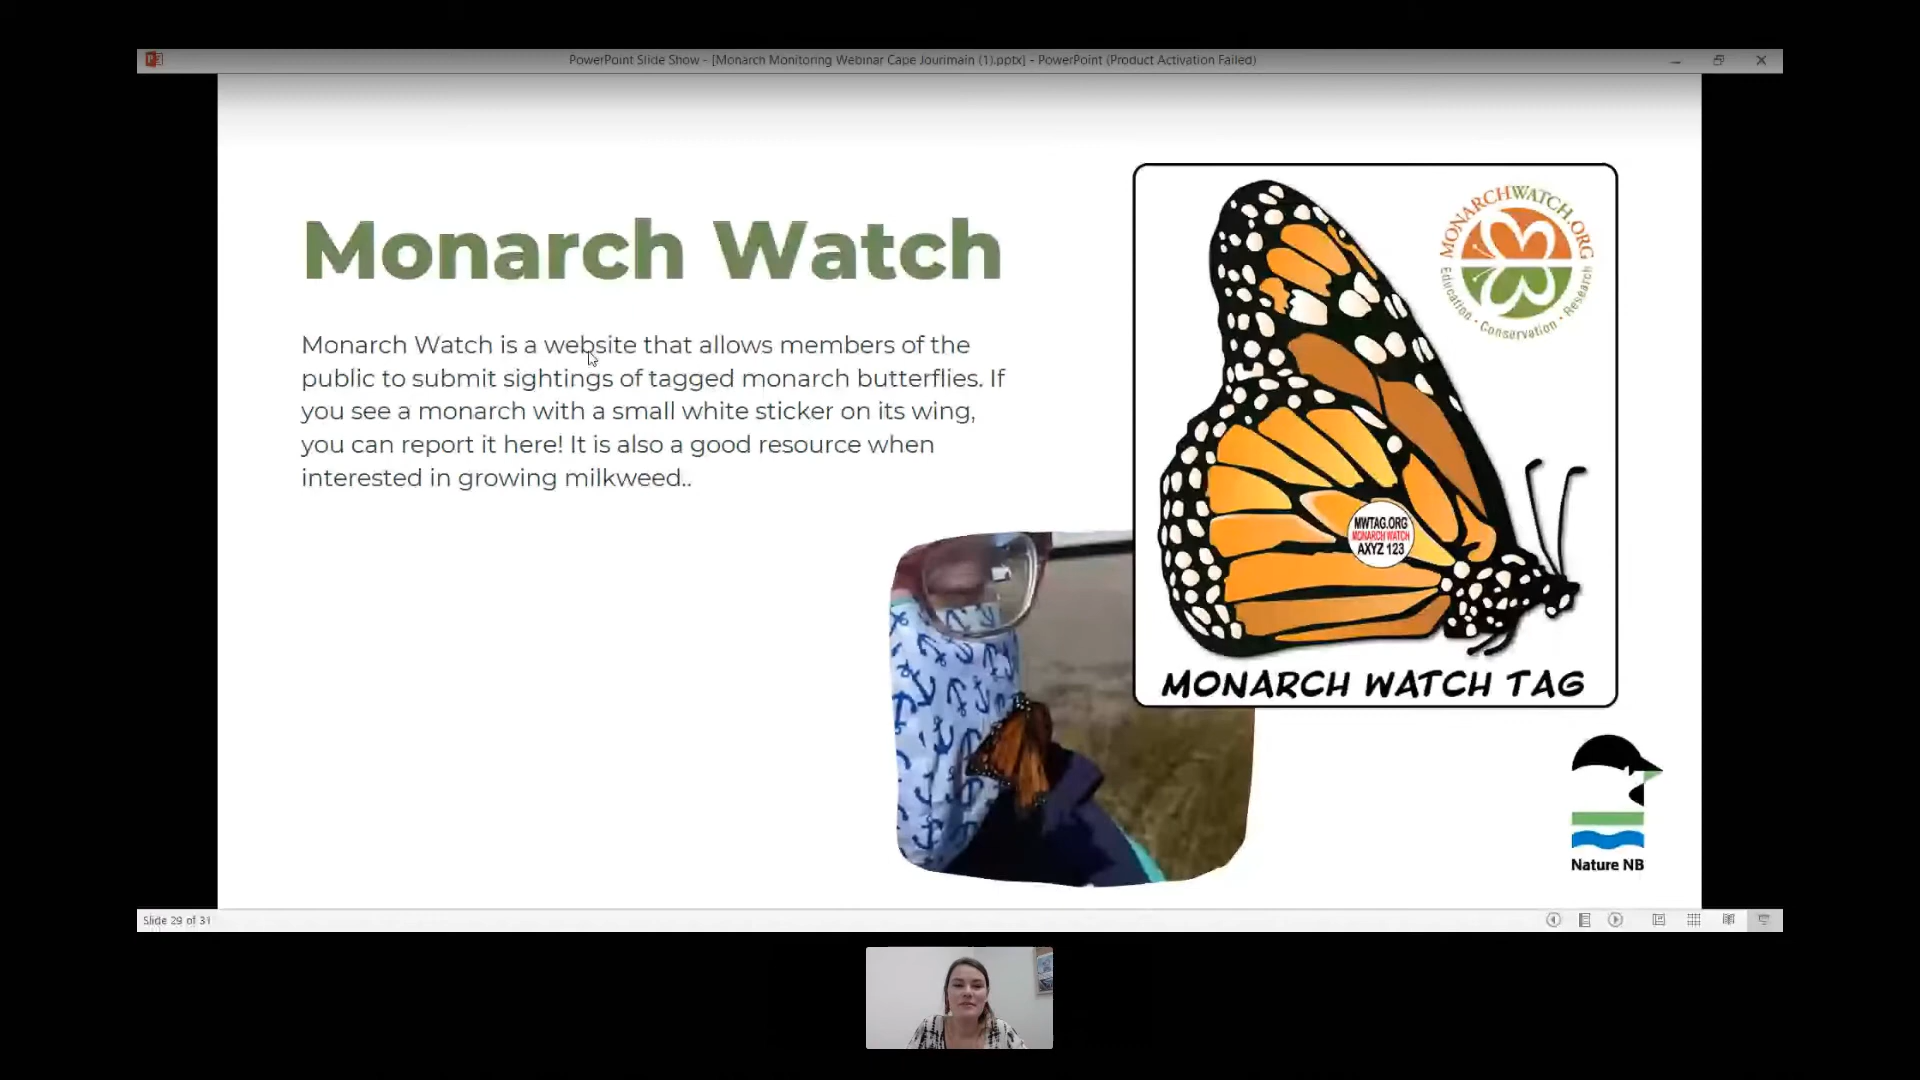 PowerPoint Slide Show - [Monarch Monitoring Webinar Cape Jourimain (1).pptx] - PowerPoint (Product Activation Failed)
Monarch Watch
Monarch Watch is a website that allows members of the
public to submit sightings of tagged monarch butterflies. If
you see a monarch with a small white sticker on its wing,
you can report it here! It is also a good resource when
interested in growing milkweed..
MONARCHWATCH.ORG
Education • Conservation • Research
MWTAG.ORG
MONARCH WATCH
AXYZ 123
MONARCH WATCH TAG
Nature NB
Slide 29 of 31